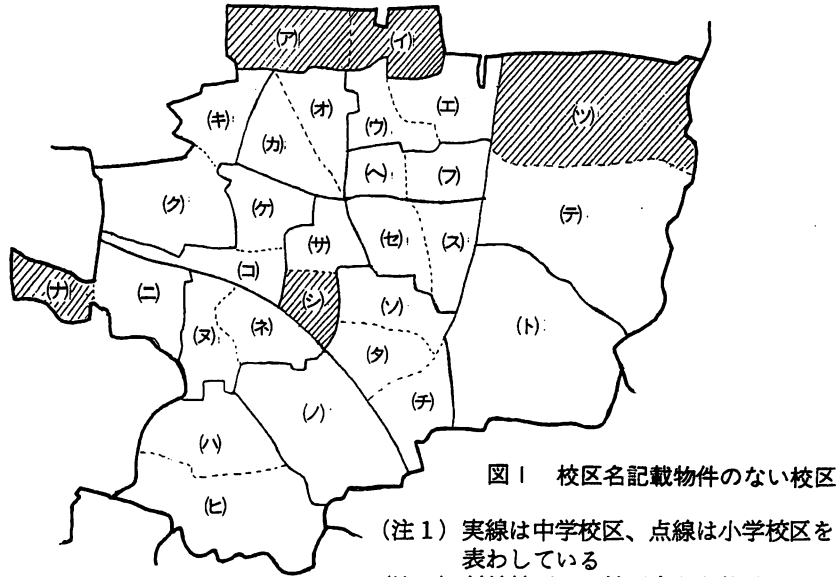 (ア)
(イ)
(エ)
(オ)
(キ)
(ウ)
(ツ)
(カ)
(ヘ)
(フ)
(ク)
(ケ)
(テ)
(サ)
(セ)
(ス)
(コ)
(ナ)
(ニ)
(シ)
(ソ)
(ト)
(ヌ)
(ネ)
(タ)
(チ)
(ノ)
(ハ)
(ヒ)
図1 校区名記載物件のない校区
(注1) 実線は中学校区、点線は小学校区を
表わしている